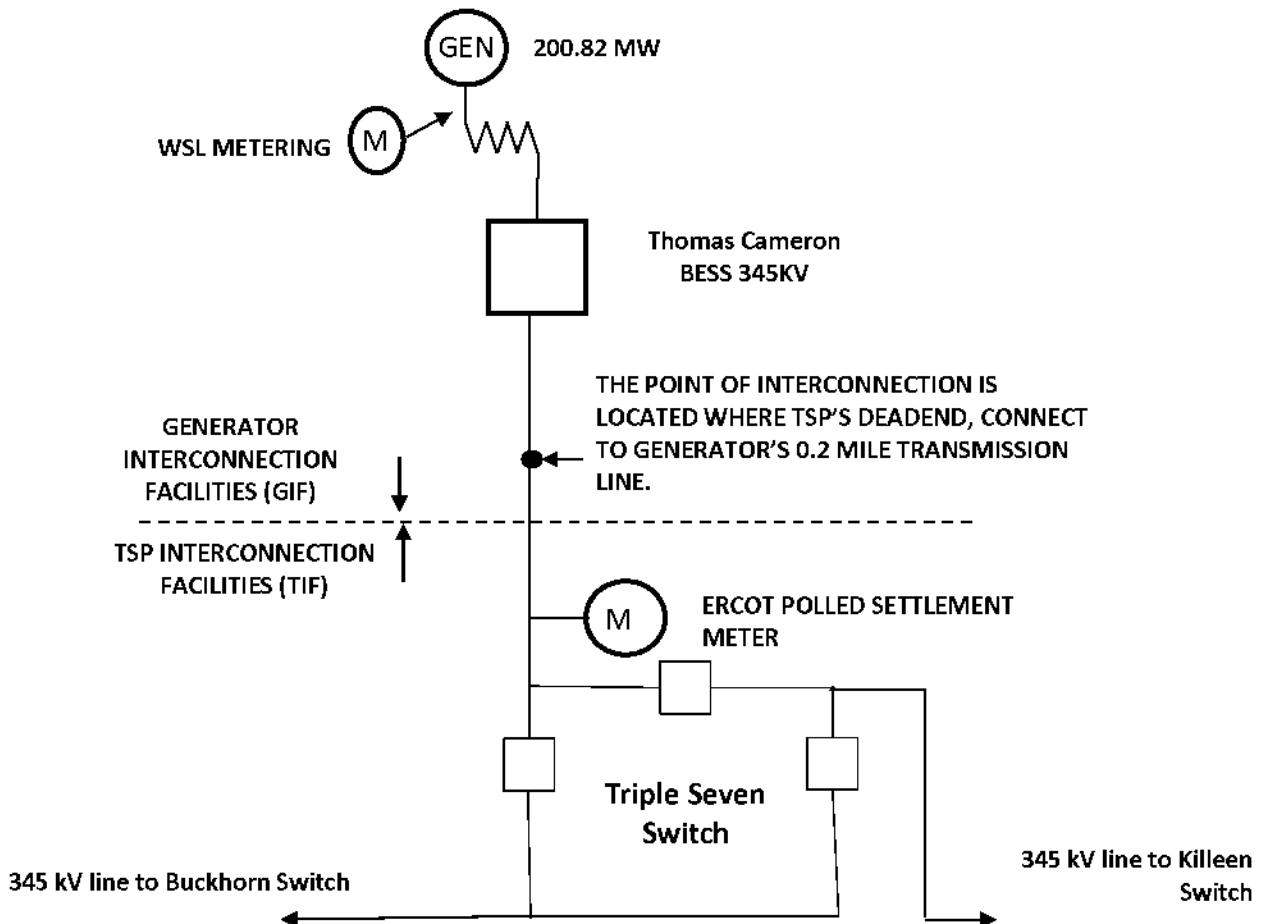 GEN
200.82 MW
WSL METERING
M
Thomas Cameron
BESS 345KV
THE POINT OF INTERCONNECTION IS
LOCATED WHERE TSP'S DEADEND, CONNECT
TO GENERATOR'S 0.2 MILE TRANSMISSION
LINE.
GENERATOR
INTERCONNECTION
FACILITIES (GIF)
TSP INTERCONNECTION
FACILITIES (TIF)
M
ERCOT POLLED SETTLEMENT
METER
Triple Seven
Switch
345 kV line to Buckhorn Switch
345 kV line to Killeen
Switch